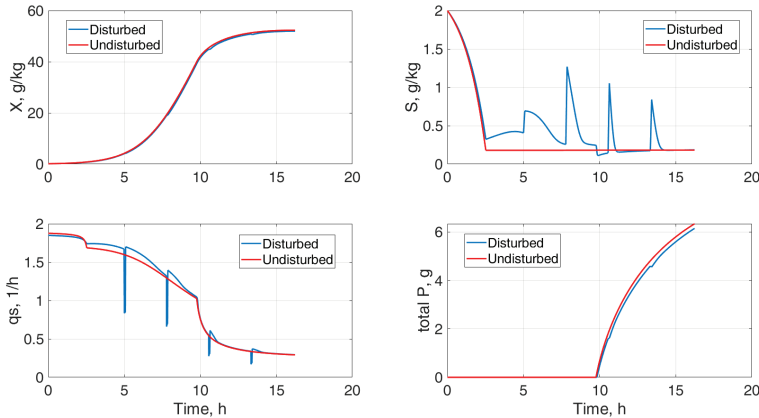 60
40
20
0
X, g/kg
Disturbed
Undisturbed
0 5 10 15 20
2
1.5
1
0.5
0
S, g/kg
Disturbed
Undisturbed
0 5 10 15 20
2
1.5
1
0.5
0
qs, 1/h
Disturbed
Undisturbed
0 5 10 15 20
Time, h
6
4
2
0
total P, g
Disturbed
Undisturbed
0 5 10 15 20
Time, h